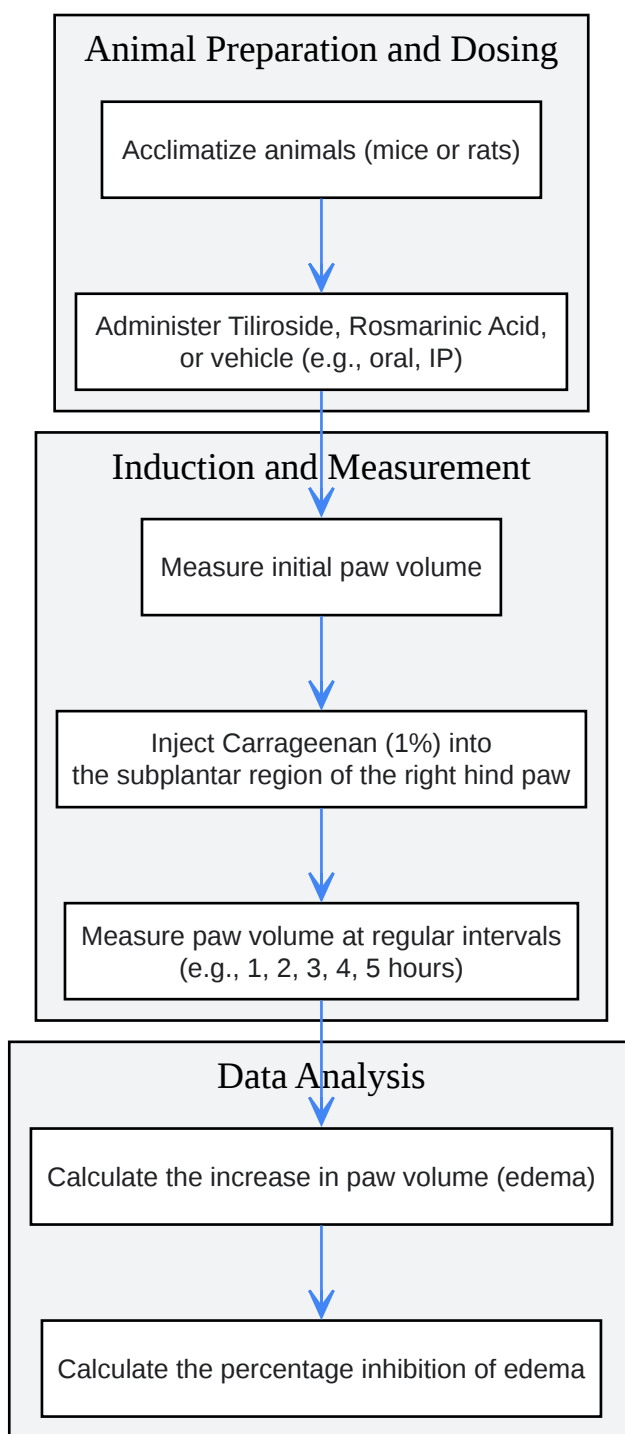 Animal Preparation and Dosing
Acclimatize animals (mice or rats)
Administer Tiliroside, Rosmarinic Acid,
or vehicle (e.g., oral, IP)
Induction and Measurement
Measure initial paw volume
Inject Carrageenan (1%) into
the subplantar region of the right hind paw
Measure paw volume at regular intervals
(e.g., 1, 2, 3, 4, 5 hours)
Data Analysis
Calculate the increase in paw volume (edema)
Calculate the percentage inhibition of edema